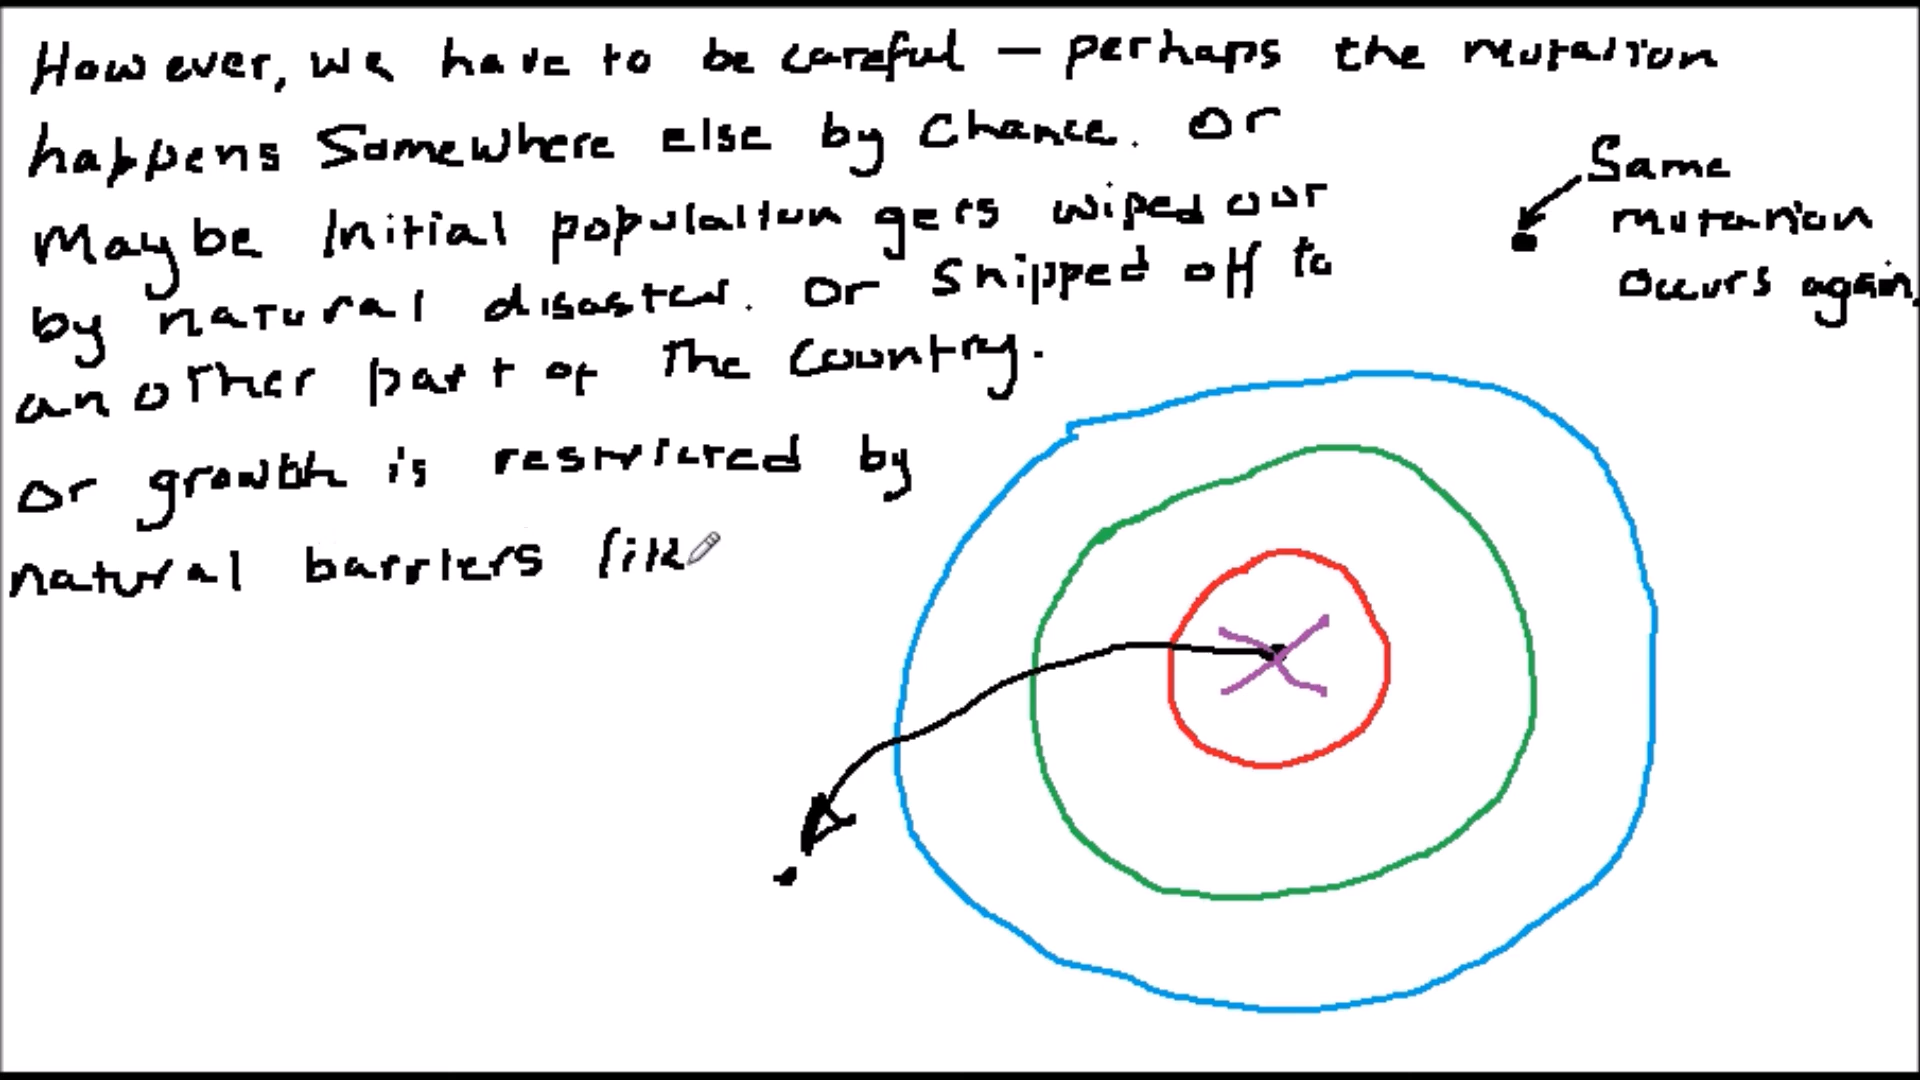 However, we have to be careful – perhaps the mutation
happens somewhere else by chance. Or
Maybe initial population gets wiped out
by natural disaster. Or snipped off to
another part of the country.
Or growth is restricted by
natural barriers lik
Same
mutation
occurs again,